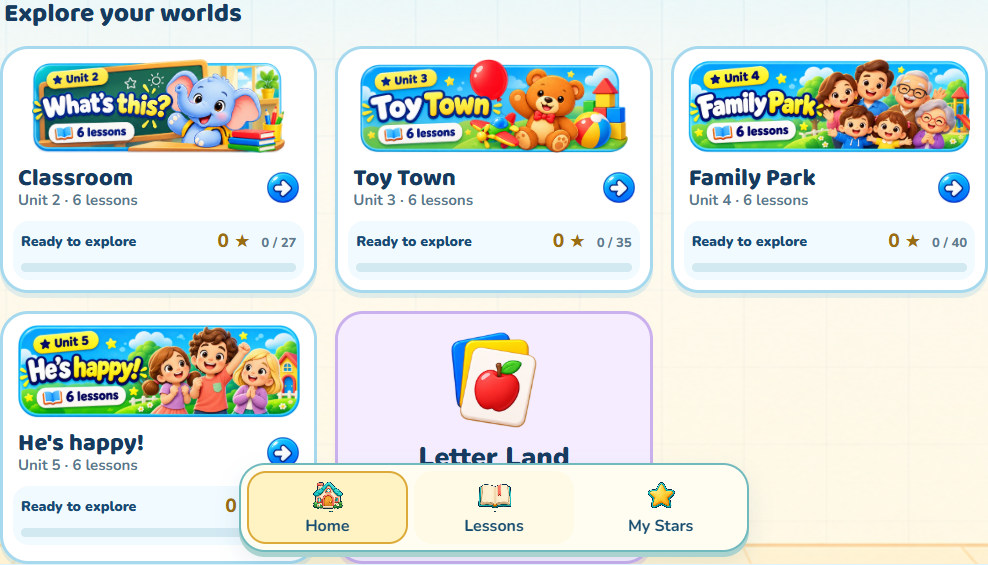 Explore your worlds
★ Unit 2
What's this?
6 lessons
Classroom
Unit 2 · 6 lessons
Ready to explore 0 ★ 0 / 27
★ Unit 3
Toy Town
6 lessons
Toy Town
Unit 3 · 6 lessons
Ready to explore 0 ★ 0 / 35
★ Unit 4
Family Park
6 lessons
Family Park
Unit 4 · 6 lessons
Ready to explore 0 ★ 0 / 40
★ Unit 5
He's happy!
6 lessons
He's happy!
Unit 5 · 6 lessons
Ready to explore 0
Letter Land
Home
Lessons
My Stars